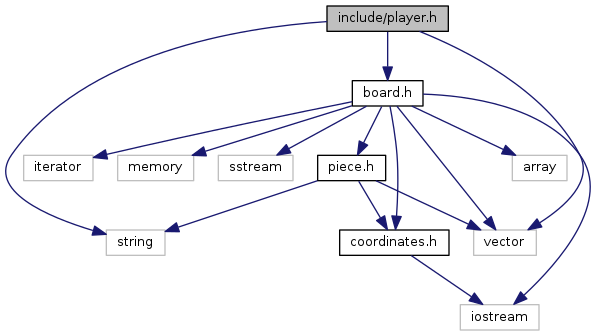 include/player.h
board.h
iterator
memory
sstream
piece.h
array
string
coordinates.h
vector
iostream